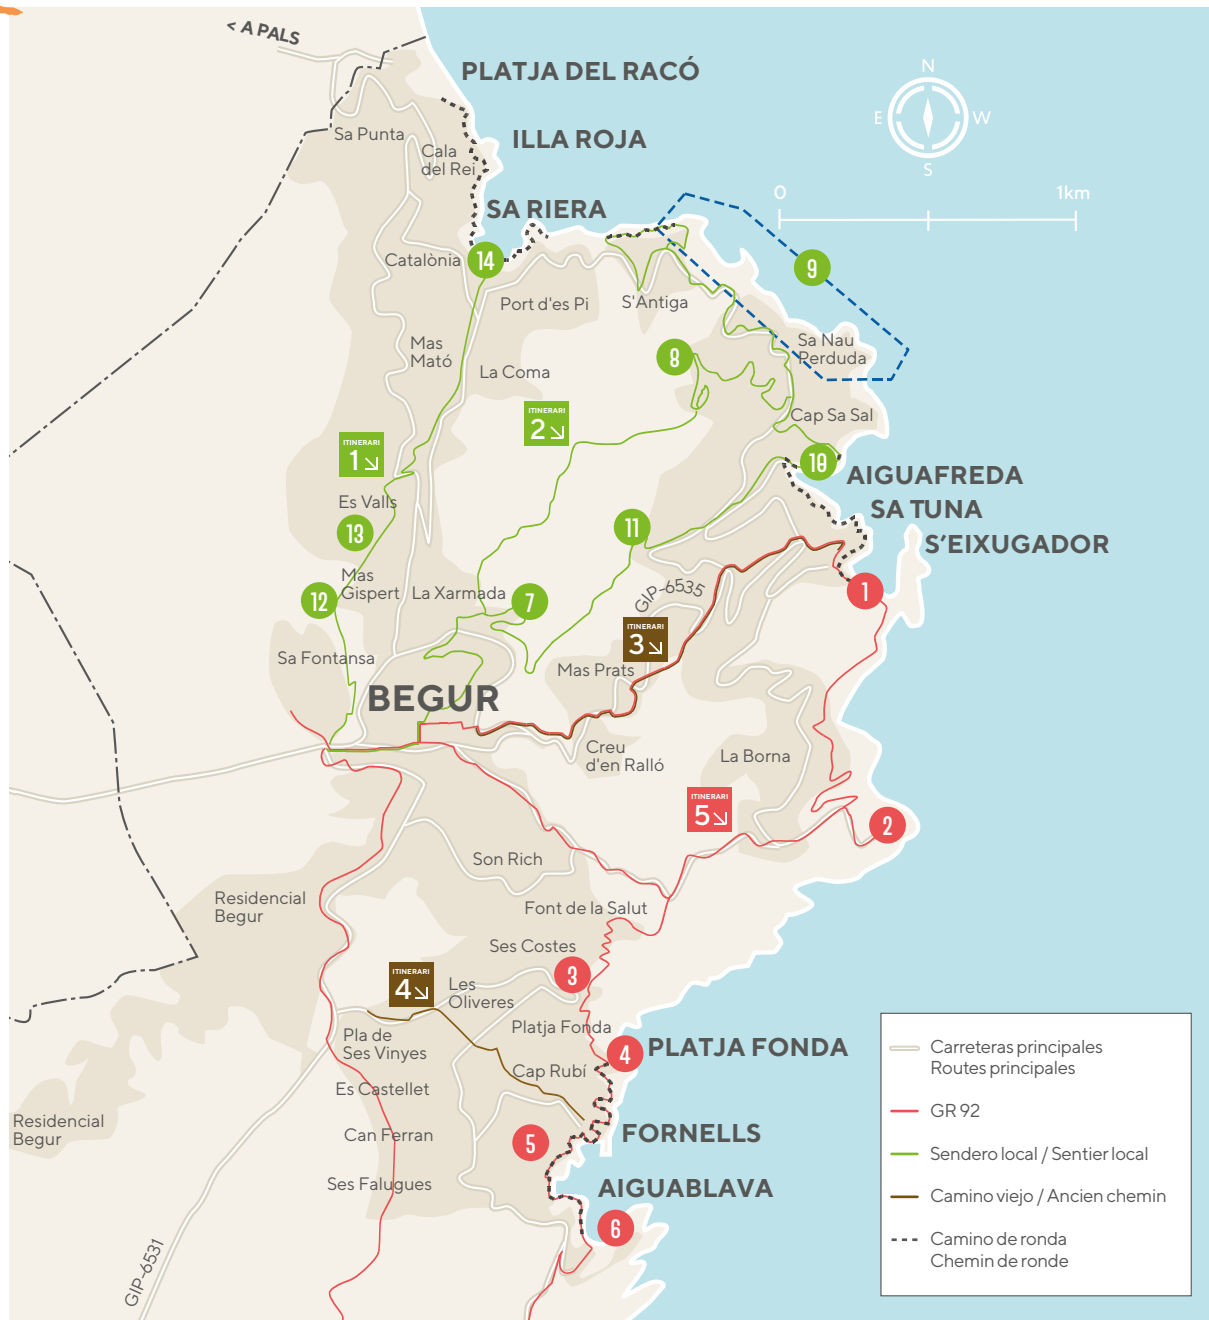 < A PALS
PLATJA DEL RACÓ
N
E
W
S
Sa Punta
ILLA ROJA
Cala
del Rei
0
1km
SA RIERA
Catalònia
14
9
Port d'es Pi
S'Antiga
Mas
Mató
Sa Nau
Perduda
8
La Coma
ITINERARI
2
Cap Sa Sal
ITINERARI
1
10
AIGUAFREDA
Es Valls
SA TUNA
13
11
S'EIXUGADOR
Mas
Gispert
La Xarmada
12
7
GIP-6535
1
ITINERARI
3
Sa Fontansa
Mas Prats
BEGUR
Creu
d'en Ralló
La Borna
ITINERARI
5
2
Son Rich
Residencial
Begur
Font de la Salut
Ses Costes
ITINERARI
4
3
Les
Oliveres
Platja Fonda
Pla de
Ses Vinyes
4
PLATJA FONDA
Cap Rubí
Es Castellet
Residencial
Begur
Can Ferran
5
FORNELLS
Ses Falugues
AIGUABLAVA
6
GIP-6531
Carreteras principales
Routes principales
GR 92
Sendero local / Sentier local
Camino viejo / Ancien chemin
Camino de ronda
Chemin de ronde